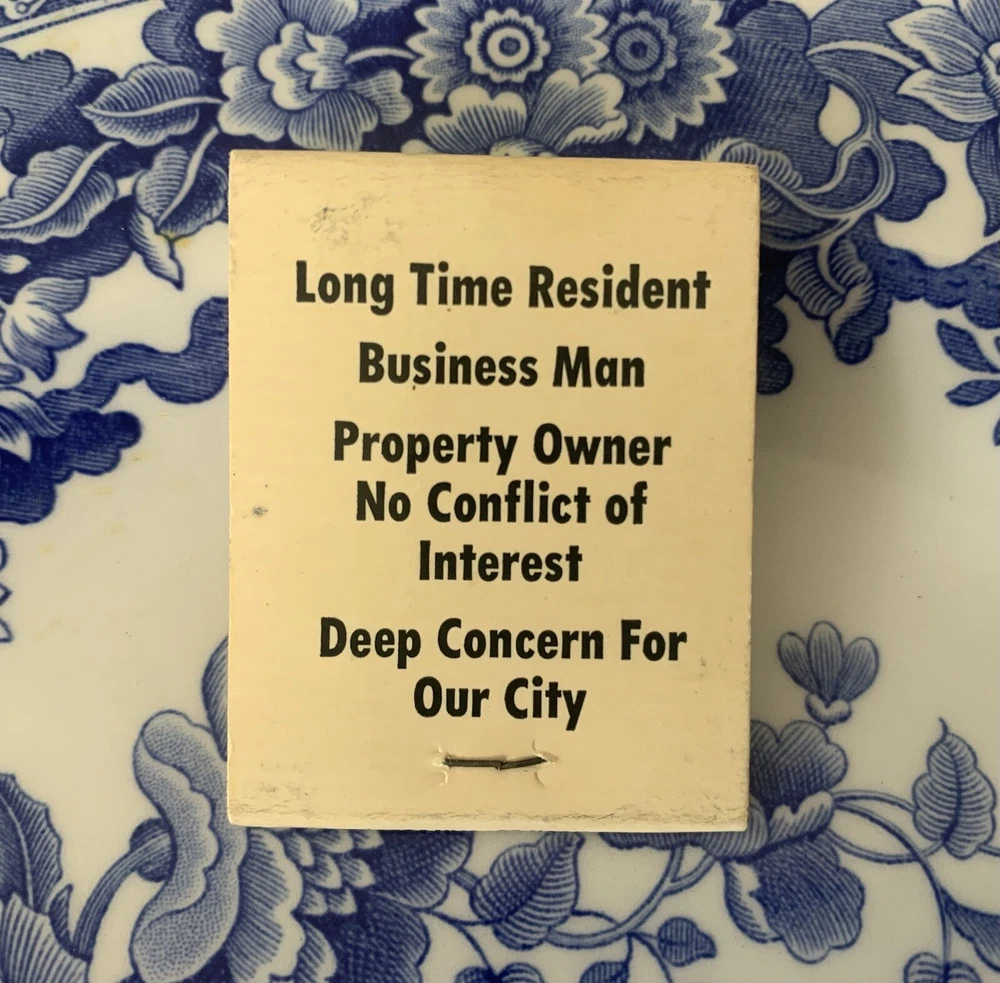 Long Time Resident
Business Man
Property Owner
No Conflict of
Interest
Deep Concern For
Our City